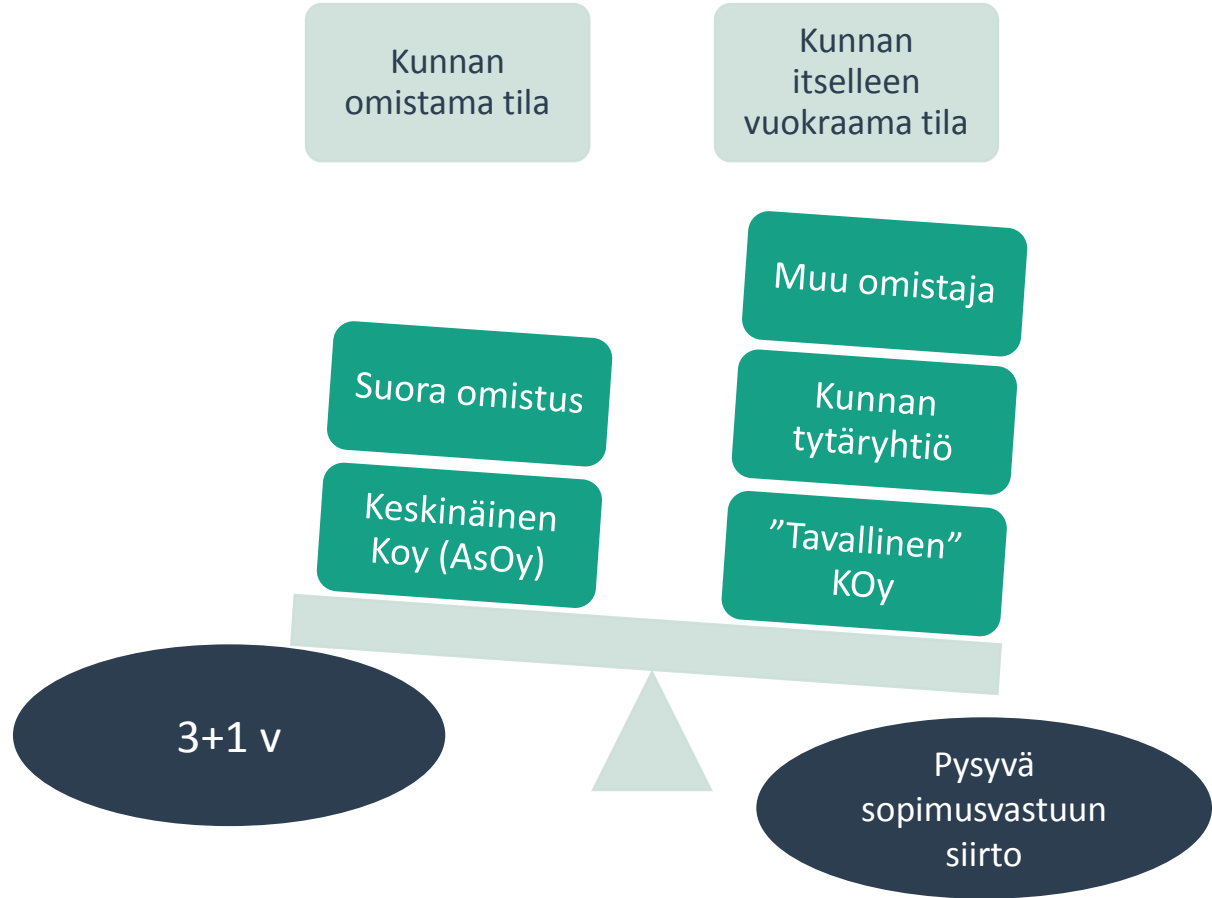 Kunnan
omistama tila
Kunnan
itselleen
vuokraama tila
Suora omistus
Keskinäinen
Koy (AsOy)
Muu omistaja
Kunnan
tytäryhtiö
”Tavallinen”
KOy
3+1 v
Pysyvä
sopimusvastuun
siirto